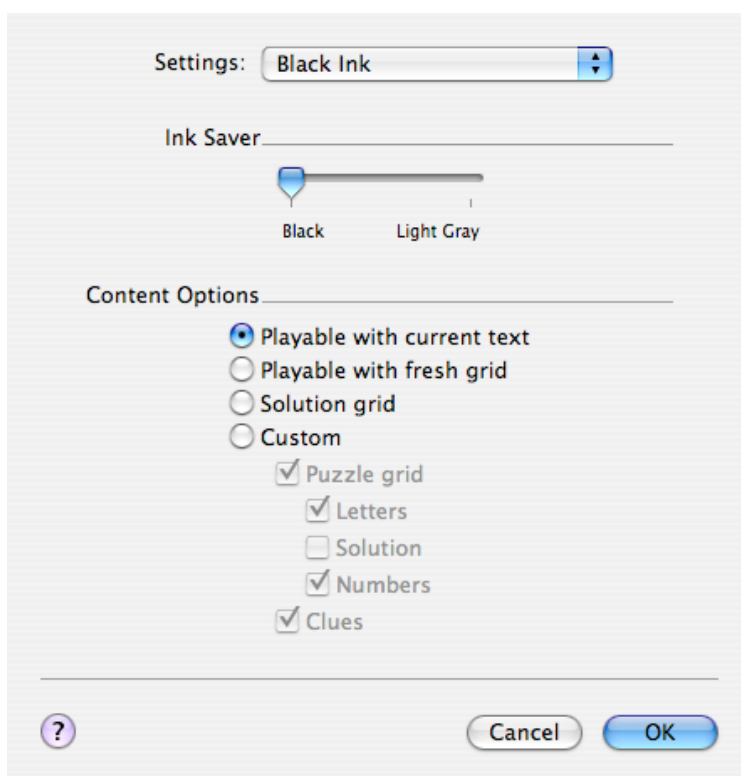 Settings: Black Ink
Ink Saver
Black Light Gray
Content Options
Playable with current text
Playable with fresh grid
Solution grid
Custom
Puzzle grid
Letters
Solution
Numbers
Clues
? Cancel OK